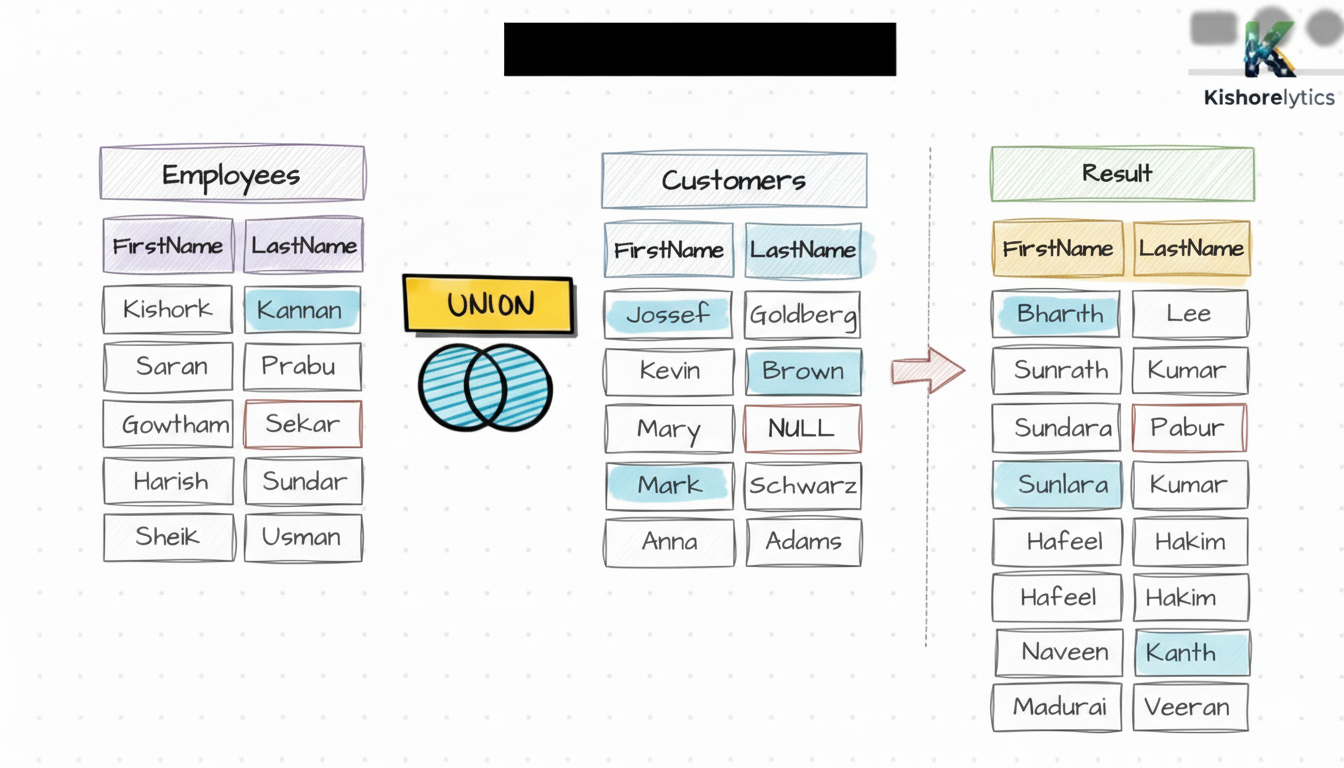 Kishorelytics
Employees
FirstName LastName
Kishork Kannan
Saran Prabu
Gowtham Sekar
Harish Sundar
Sheik Usman
UNION
Customers
FirstName LastName
Jossef Goldberg
Kevin Brown
Mary NULL
Mark Schwarz
Anna Adams
Result
FirstName LastName
Bharith Lee
Sunrath Kumar
Sundara Pabur
Sunlara Kumar
Hafeel Hakim
Hafeel Hakim
Naveen Kanth
Madurai Veeran